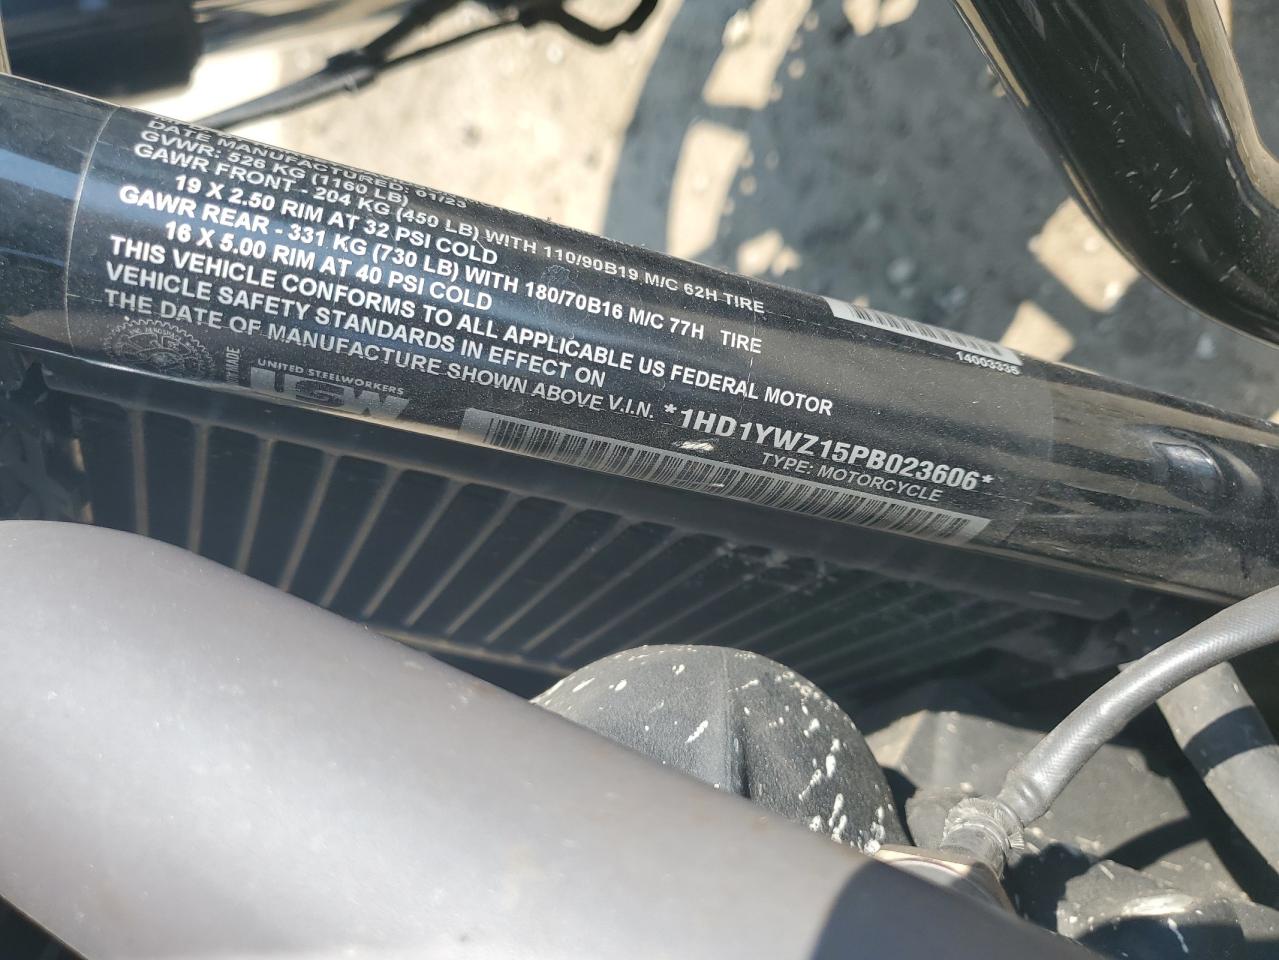 DATE MANUFACTURED: 01/23
GVWR: 526 KG (1160 LB)
GAWR FRONT - 204 KG (450 LB) WITH 110/90B19 M/C 62H TIRE
19 X 2.50 RIM AT 32 PSI COLD
GAWR REAR - 331 KG (730 LB) WITH 180/70B16 M/C 77H TIRE
16 X 5.00 RIM AT 40 PSI COLD
THIS VEHICLE CONFORMS TO ALL APPLICABLE US FEDERAL MOTOR
VEHICLE SAFETY STANDARDS IN EFFECT ON
THE DATE OF MANUFACTURE SHOWN ABOVE V.I.N. *1HD1YWZ15PB023606*
TYPE: MOTORCYCLE
14003335
MADE
UNITED STEELWORKERS
USW